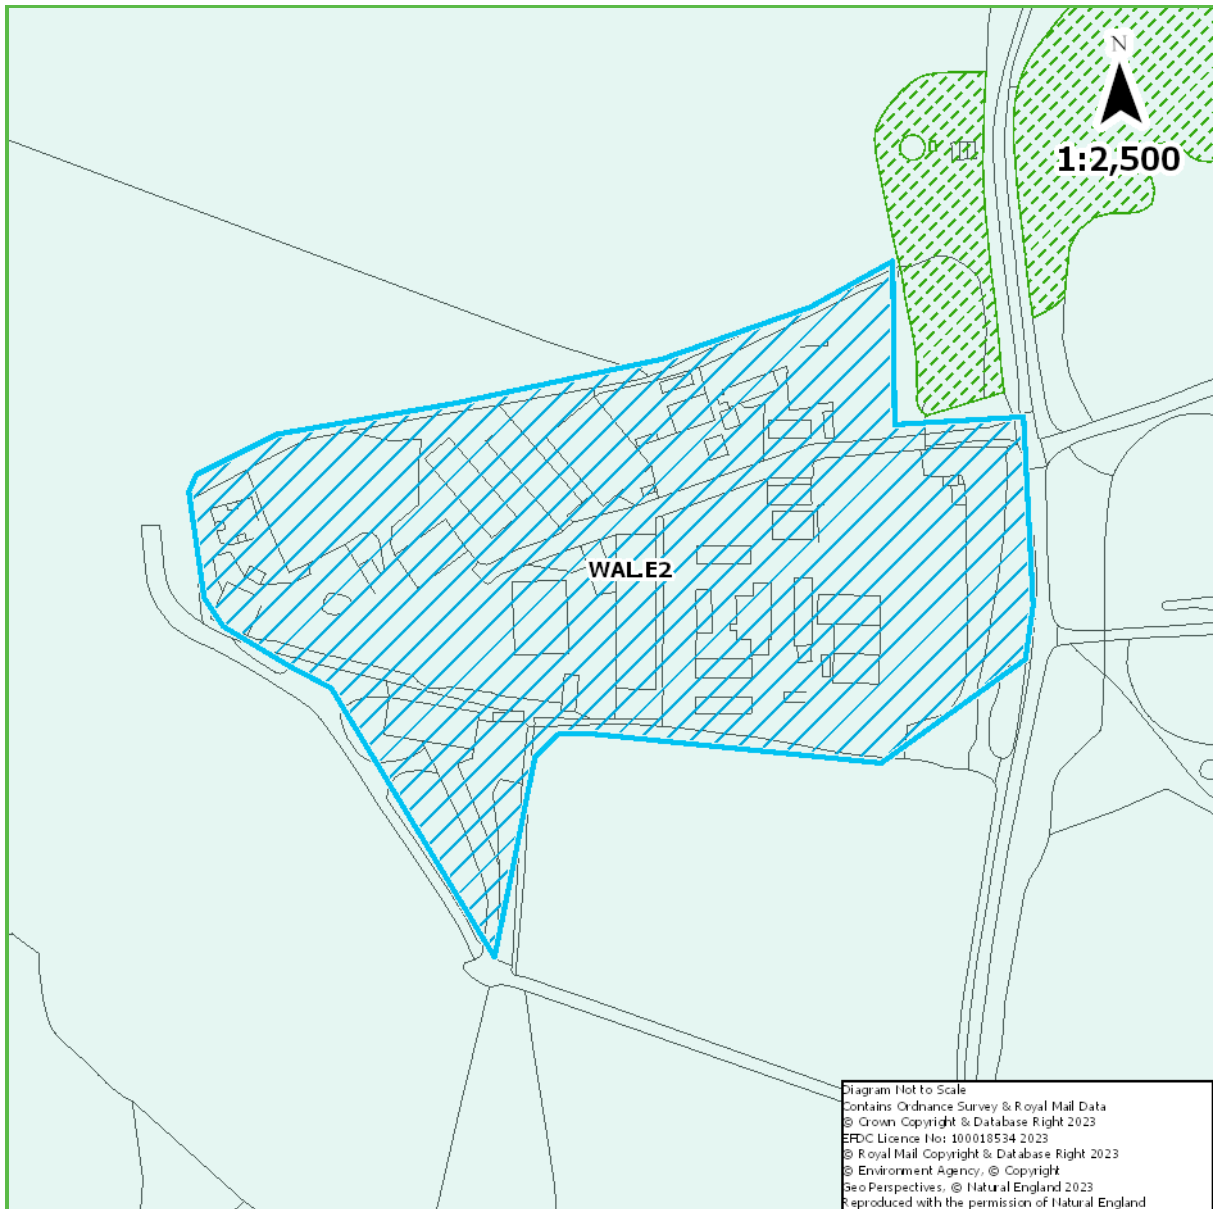 N
1:2,500
WAL.E2
Diagram Not to Scale
Contains Ordnance Survey & Royal Mail Data
© Crown Copyright & Database Right 2023
EFDC Licence No: 100018534 2023
© Royal Mail Copyright & Database Right 2023
© Environment Agency, © Copyright
Geo Perspectives, © Natural England 2023
Reproduced with the permission of Natural England